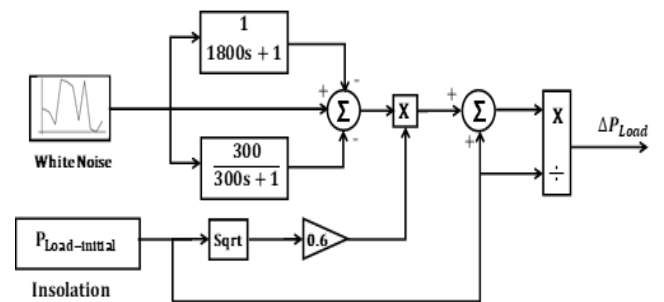 1
1800s + 1
-
+
Σ
-
X
+
Σ
+
X
÷
ΔP_Load
White Noise
300
300s + 1
P_Load-initial
Sqrt
0.6
Insolation